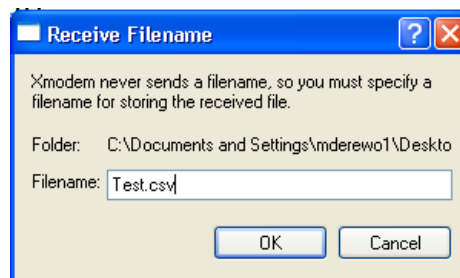 Receive Filename
Xmodem never sends a filename, so you must specify a
filename for storing the received file.
Folder: C:\Documents and Settings\mderewo1\Deskto
Filename: Test.csv
OK Cancel